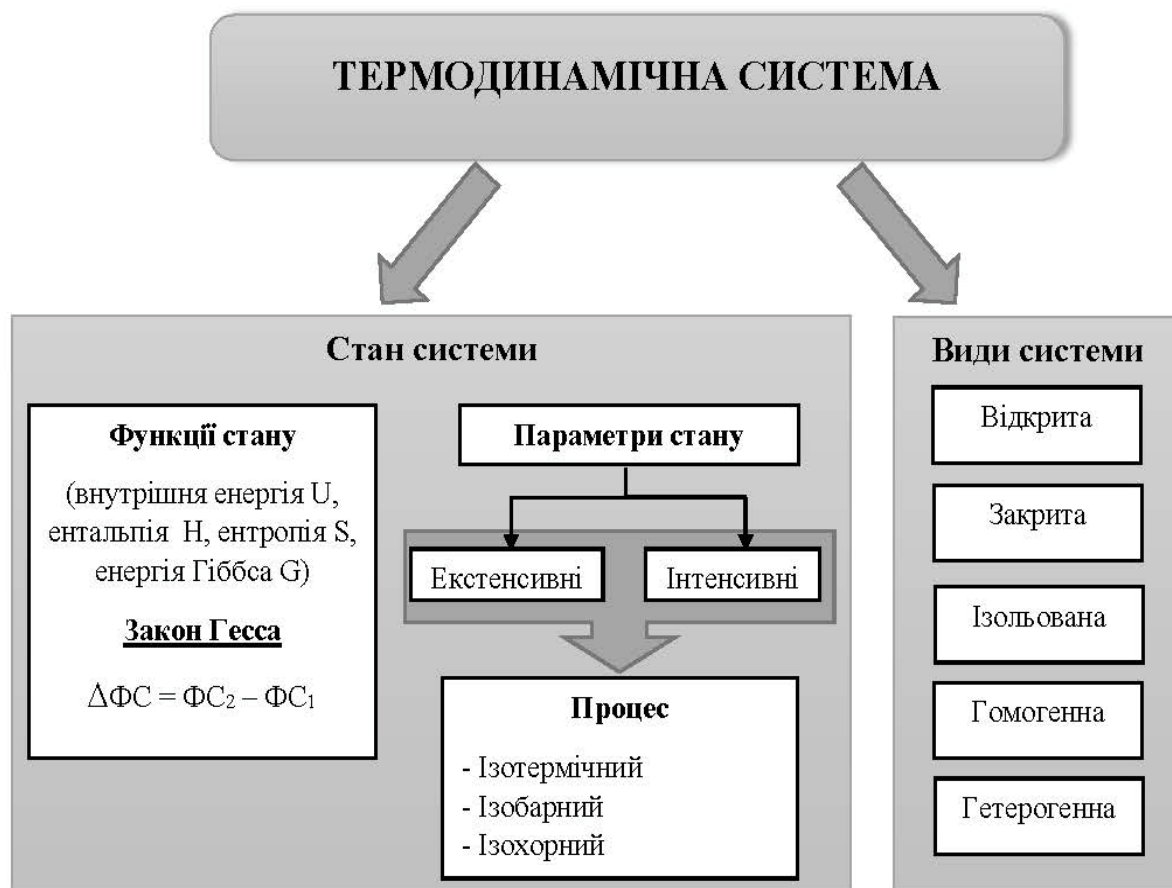 ТЕРМОДИНАМІЧНА СИСТЕМА
Стан системи
Функції стану
(внутрішня енергія U,
ентальпія H, ентропія S,
енергія Гіббса G)
Закон Гесса
ΔФС = ФС₂ – ФС₁
Параметри стану
Екстенсивні
Інтенсивні
Процес
- Ізотермічний
- Ізобарний
- Ізохорний
Види системи
Відкрита
Закрита
Ізольована
Гомогенна
Гетерогенна